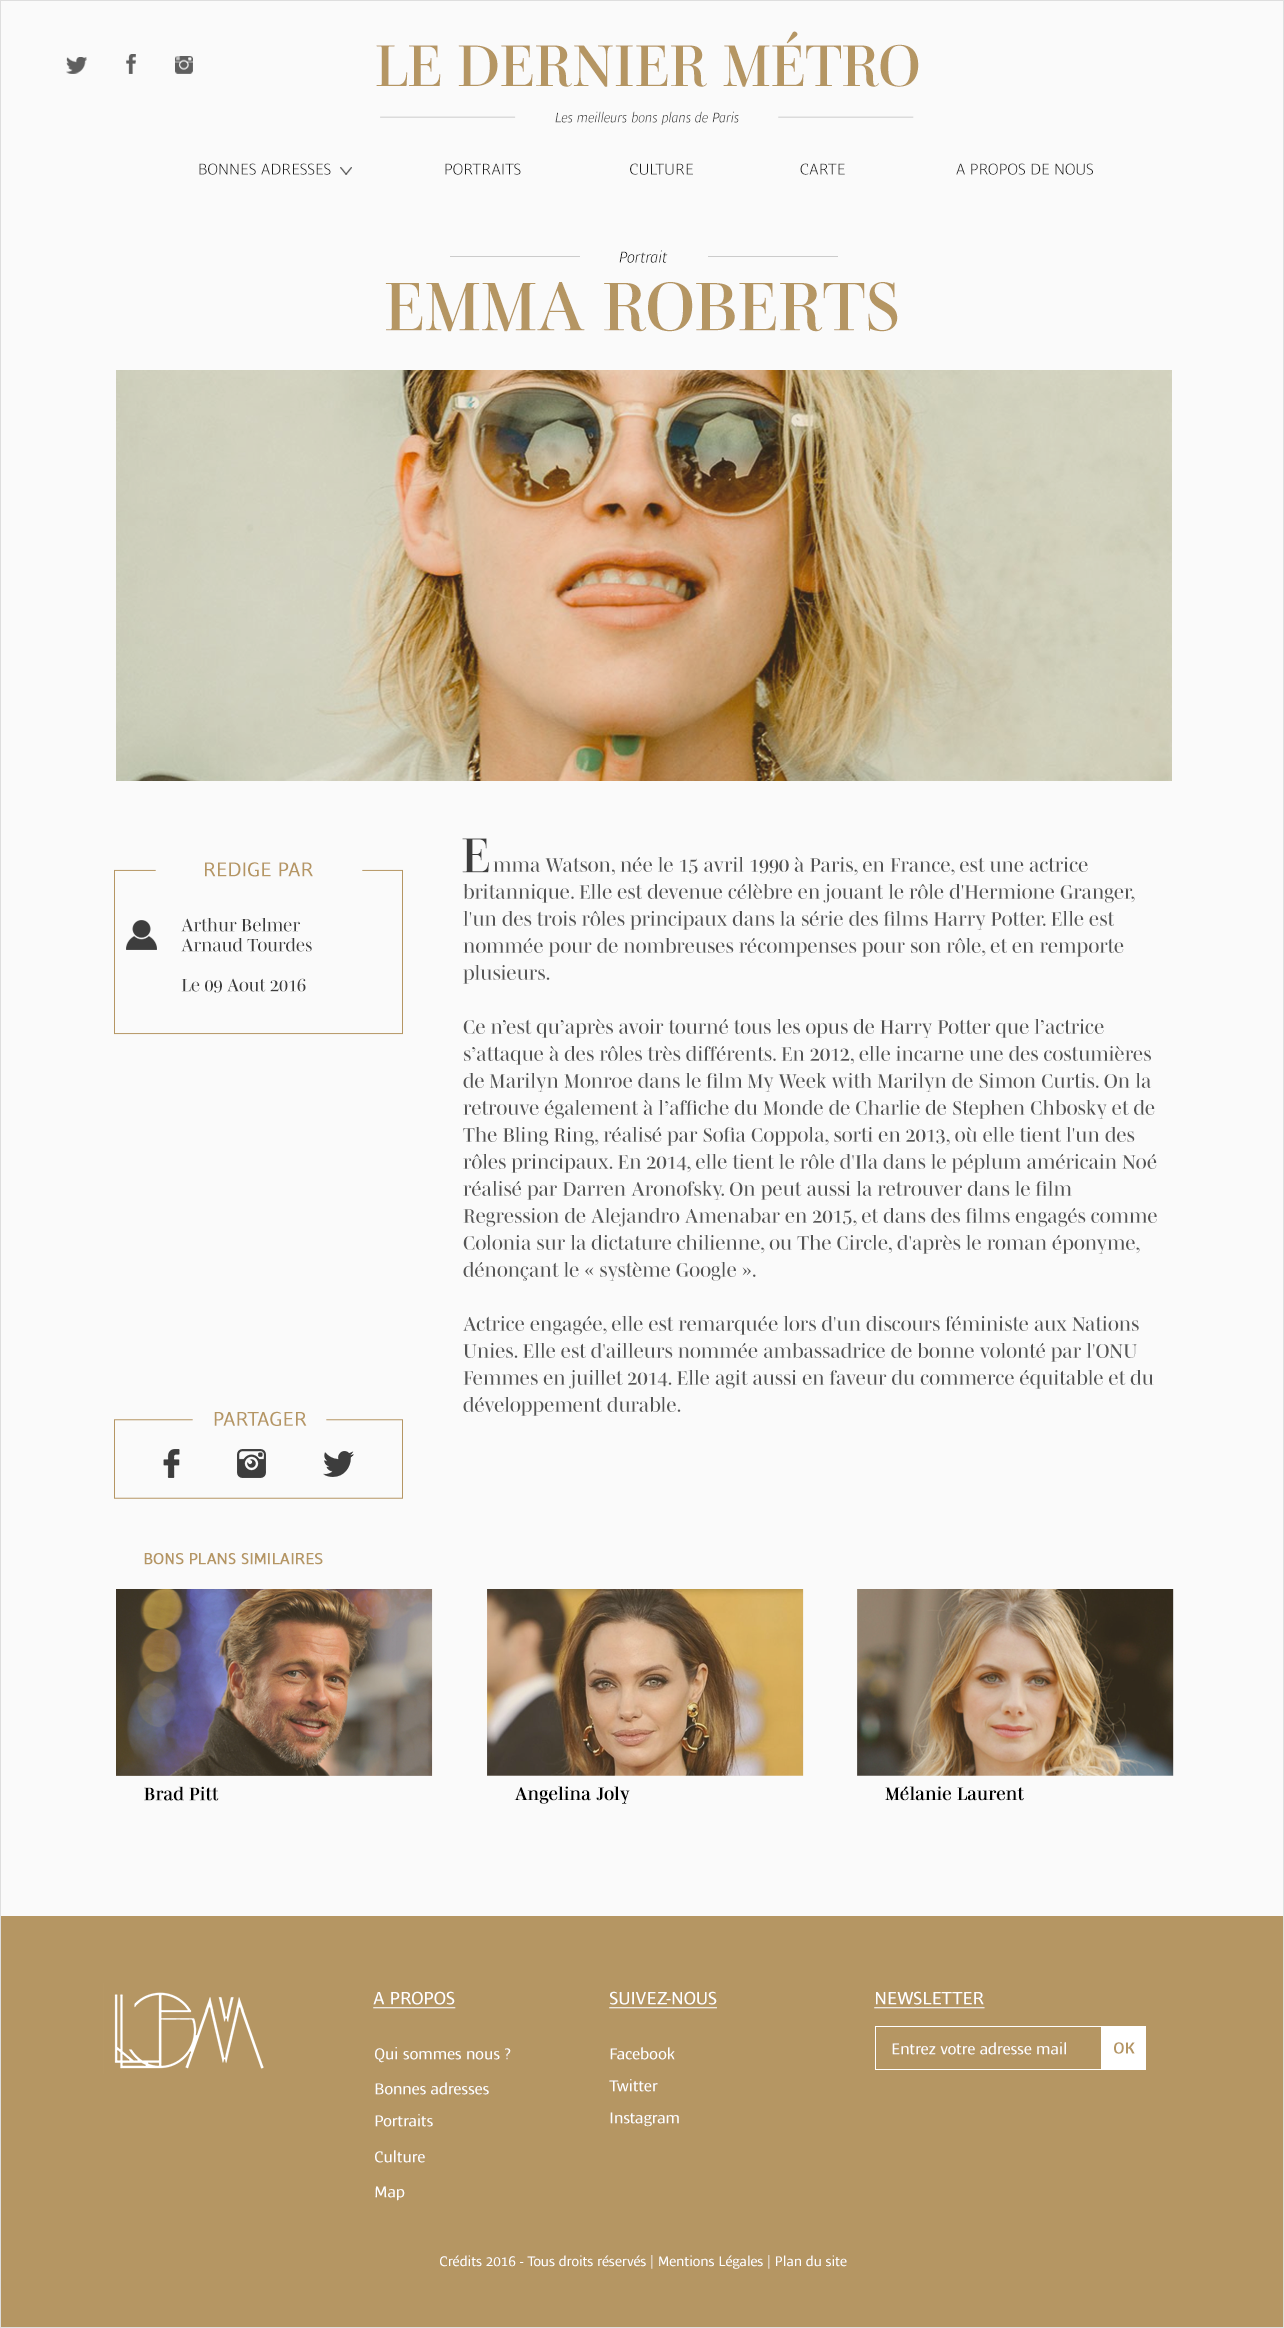 LE DERNIER MÉTRO
Les meilleurs bons plans de Paris
BONNES ADRESSES PORTRAITS CULTURE CARTE A PROPOS DE NOUS
Portrait
EMMA ROBERTS
REDIGE PAR
Arthur Belmer
Arnaud Tourdes
Le 09 Aout 2016
Emma Watson, née le 15 avril 1990 à Paris, en France, est une actrice
britannique. Elle est devenue célèbre en jouant le rôle d'Hermione Granger,
l'un des trois rôles principaux dans la série des films Harry Potter. Elle est
nommée pour de nombreuses récompenses pour son rôle, et en remporte
plusieurs.
Ce n’est qu’après avoir tourné tous les opus de Harry Potter que l’actrice
s’attaque à des rôles très différents. En 2012, elle incarne une des costumières
de Marilyn Monroe dans le film My Week with Marilyn de Simon Curtis. On la
retrouve également à l’affiche du Monde de Charlie de Stephen Chbosky et de
The Bling Ring, réalisé par Sofia Coppola, sorti en 2013, où elle tient l'un des
rôles principaux. En 2014, elle tient le rôle d'Ila dans le péplum américain Noé
réalisé par Darren Aronofsky. On peut aussi la retrouver dans le film
Regression de Alejandro Amenabar en 2015, et dans des films engagés comme
Colonia sur la dictature chilienne, ou The Circle, d'après le roman éponyme,
dénonçant le « système Google ».
Actrice engagée, elle est remarquée lors d'un discours féministe aux Nations
Unies. Elle est d'ailleurs nommée ambassadrice de bonne volonté par l'ONU
Femmes en juillet 2014. Elle agit aussi en faveur du commerce équitable et du
développement durable.
PARTAGER
BONS PLANS SIMILAIRES
Brad Pitt
Angelina Joly
Mélanie Laurent
LDM
A PROPOS
Qui sommes nous ?
Bonnes adresses
Portraits
Culture
Map
SUIVEZ-NOUS
Facebook
Twitter
Instagram
NEWSLETTER
Entrez votre adresse mail OK
Crédits 2016 - Tous droits réservés | Mentions Légales | Plan du site